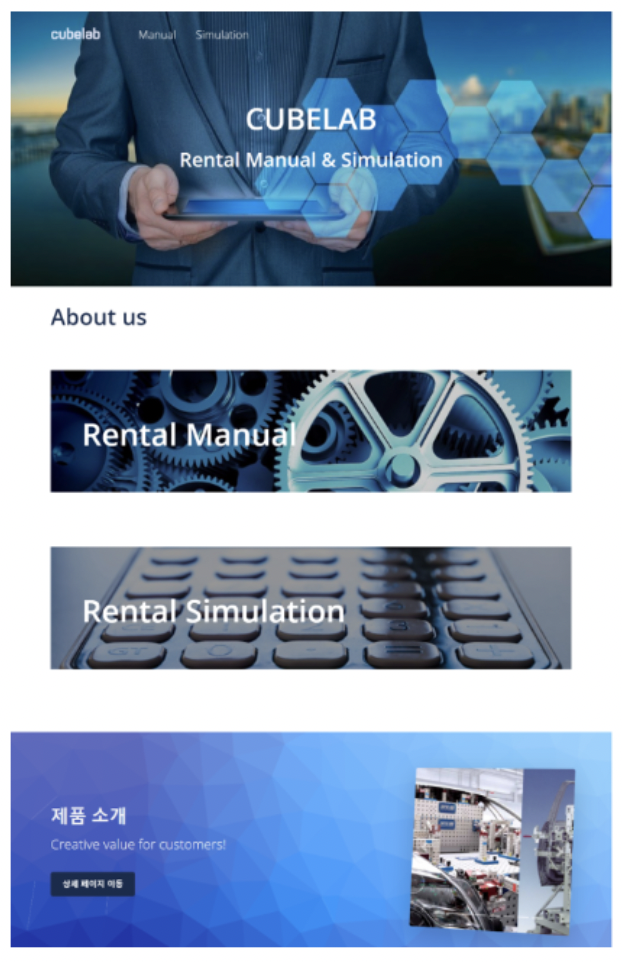 cubelab Manual Simulation
CUBELAB
Rental Manual & Simulation
About us
Rental Manual
Rental Simulation
GT
제품 소개
Creative value for customers!
상세 페이지 이동